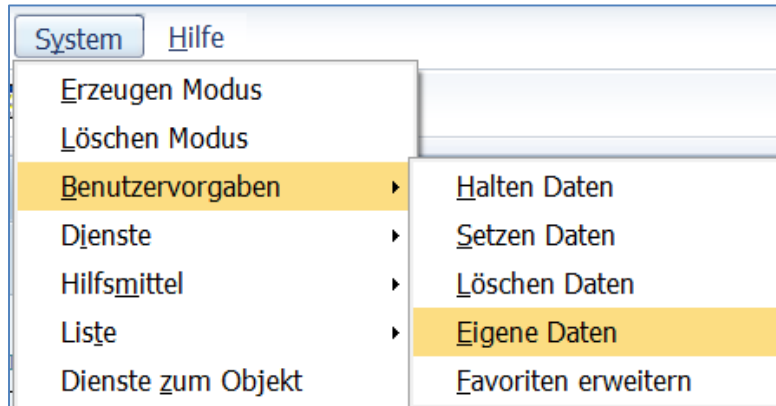 System Hilfe
Erzeugen Modus
Löschen Modus
Benutzervorgaben
Dienste
Hilfsmittel
Liste
Dienste zum Objekt
Halten Daten
Setzen Daten
Löschen Daten
Eigene Daten
Favoriten erweitern